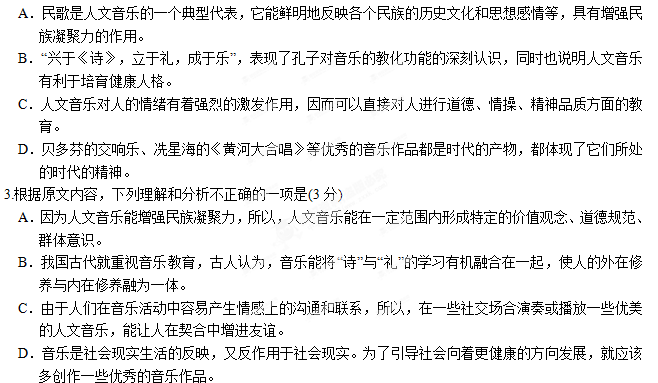 A．民歌是人文音乐的一个典型代表，它能鲜明地反映各个民族的历史文化和思想感情等，具有增强民
族凝聚力的作用。
B．“兴于《诗》，立于礼，成于乐”，表现了孔子对音乐的教化功能的深刻认识，同时也说明人文音乐
有利于培育健康人格。
C．人文音乐对人的情绪有着强烈的激发作用，因而可以直接对人进行道德、情操、精神品质方面的教
育。
D．贝多芬的交响乐、冼星海的《黄河大合唱》等优秀的音乐作品都是时代的产物，都体现了它们所处
的时代的精神。
3.根据原文内容，下列理解和分析不正确的一项是(3分)
A．因为人文音乐能增强民族凝聚力，所以，人文音乐能在一定范围内形成特定的价值观念、道德规范、
群体意识。
B．我国古代就重视音乐教育，古人认为，音乐能将“诗”与“礼”的学习有机融合在一起，使人的外在修
养与内在修养融为一体。
C．由于人们在音乐活动中容易产生情感上的沟通和联系，所以，在一些社交场合演奏或播放一些优美
的人文音乐，能让人在契合中增进友谊。
D．音乐是社会现实生活的反映，又反作用于社会现实。为了引导社会向着更健康的方向发展，就应该
多创作一些优秀的音乐作品。